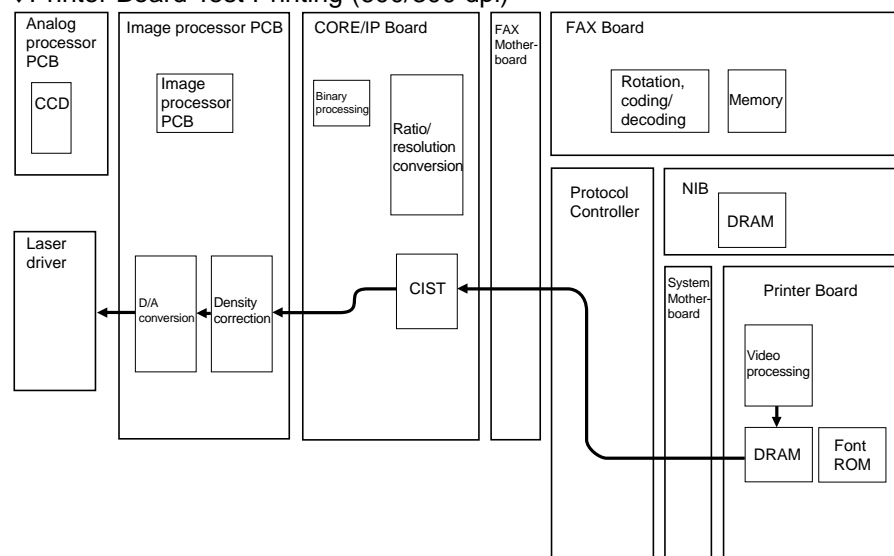 Analog
processor
PCB
CCD
Image processor PCB
Image
processor
PCB
CORE/IP Board
Binary
processing
Ratio/
resolution
conversion
FAX
Mother-
board
FAX Board
Rotation,
coding/
decoding
Memory
Protocol
Controller
NIB
DRAM
Laser
driver
D/A
conversion
Density
correction
CIST
System
Mother-
board
Printer Board
Video
processing
DRAM
Font
ROM